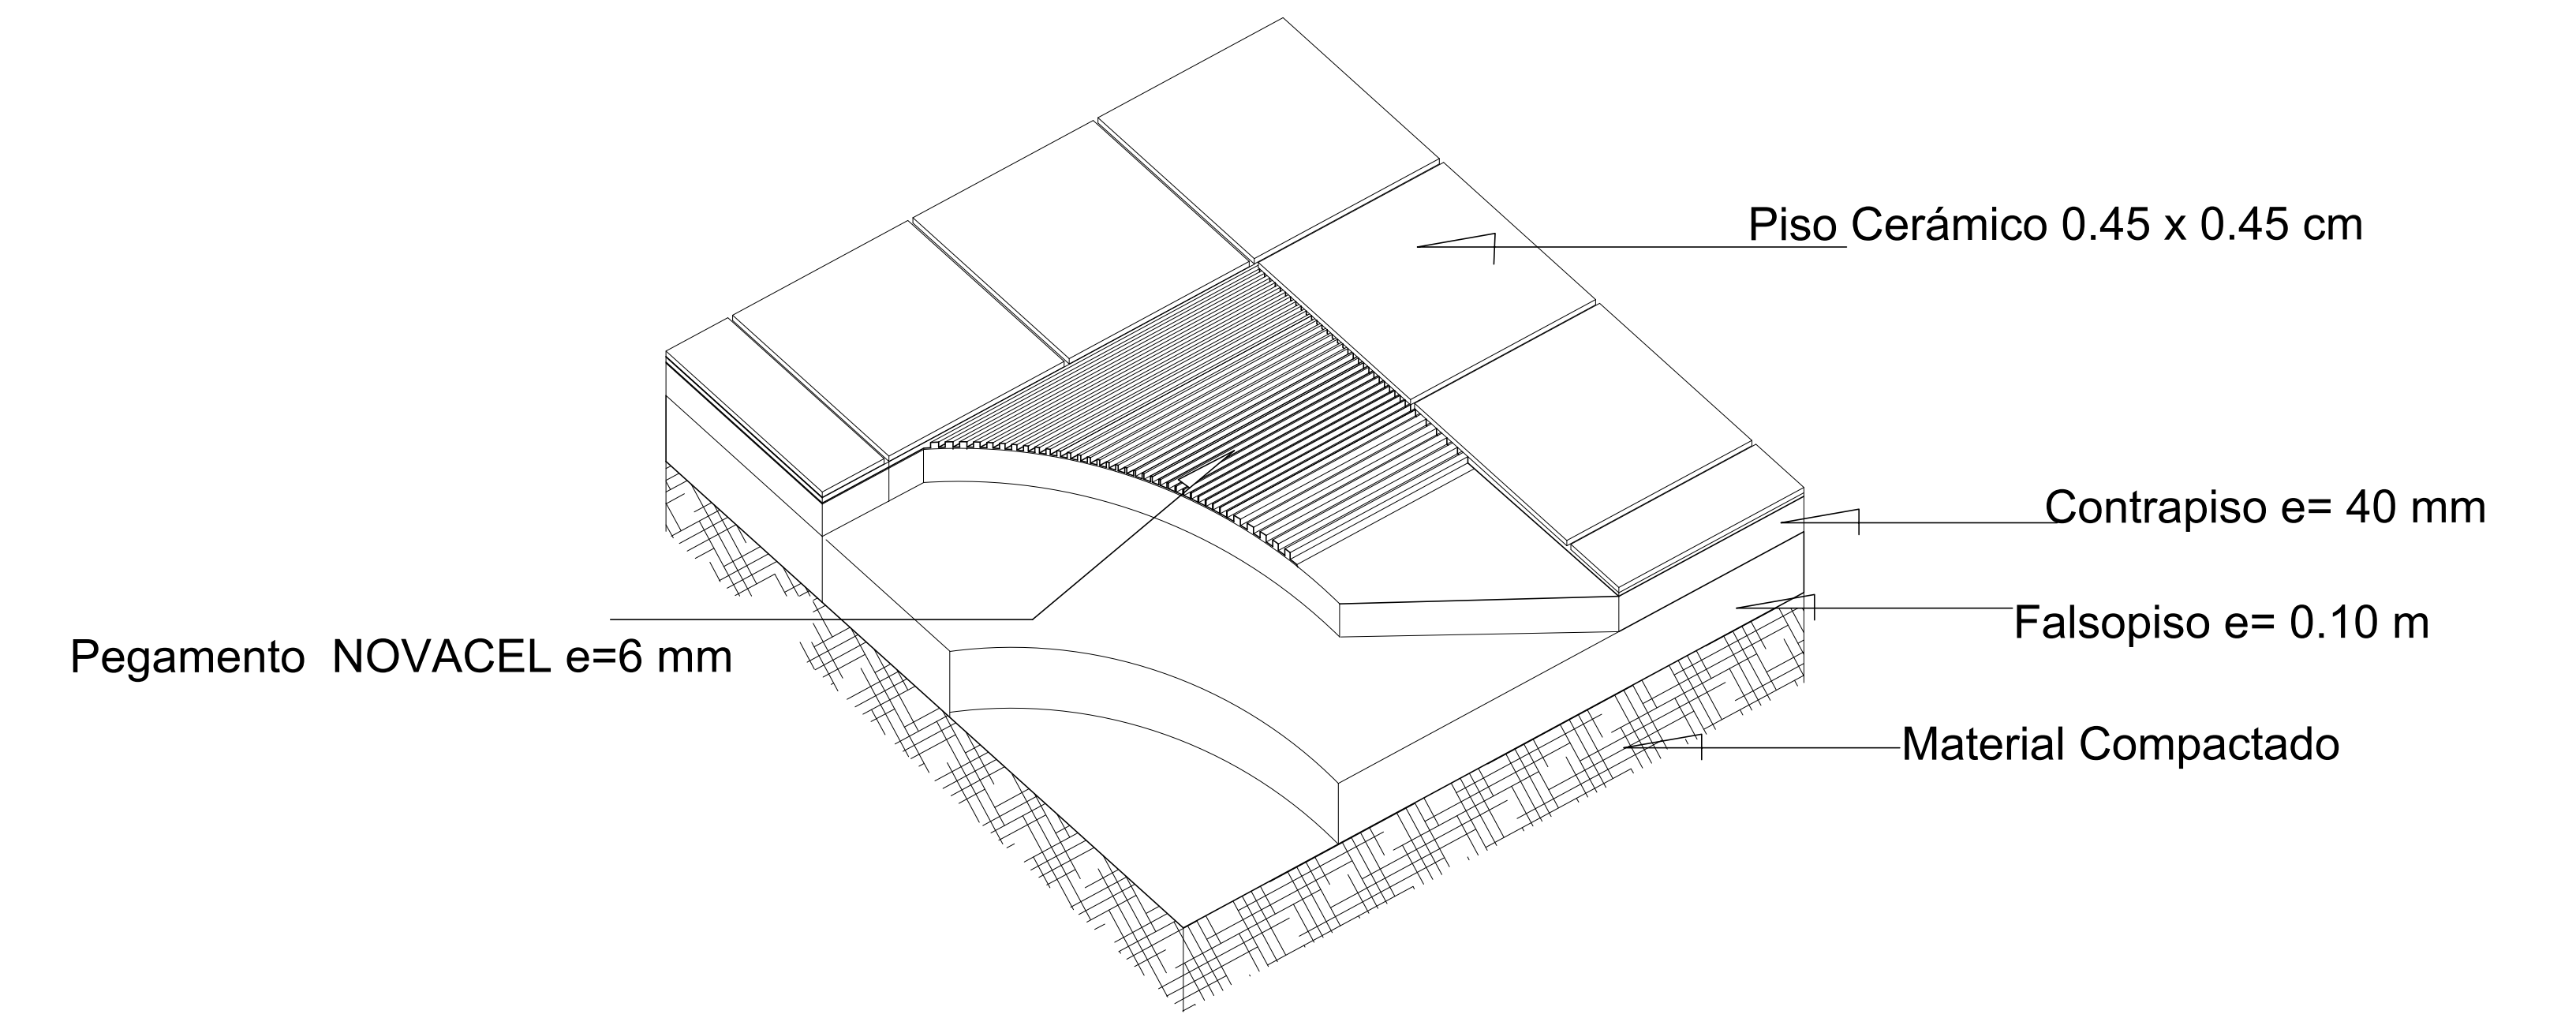 Piso Cerámico 0.45 x 0.45 cm
Contrapiso e= 40 mm
Falsopiso e= 0.10 m
Pegamento  NOVACEL e=6 mm
Material Compactado